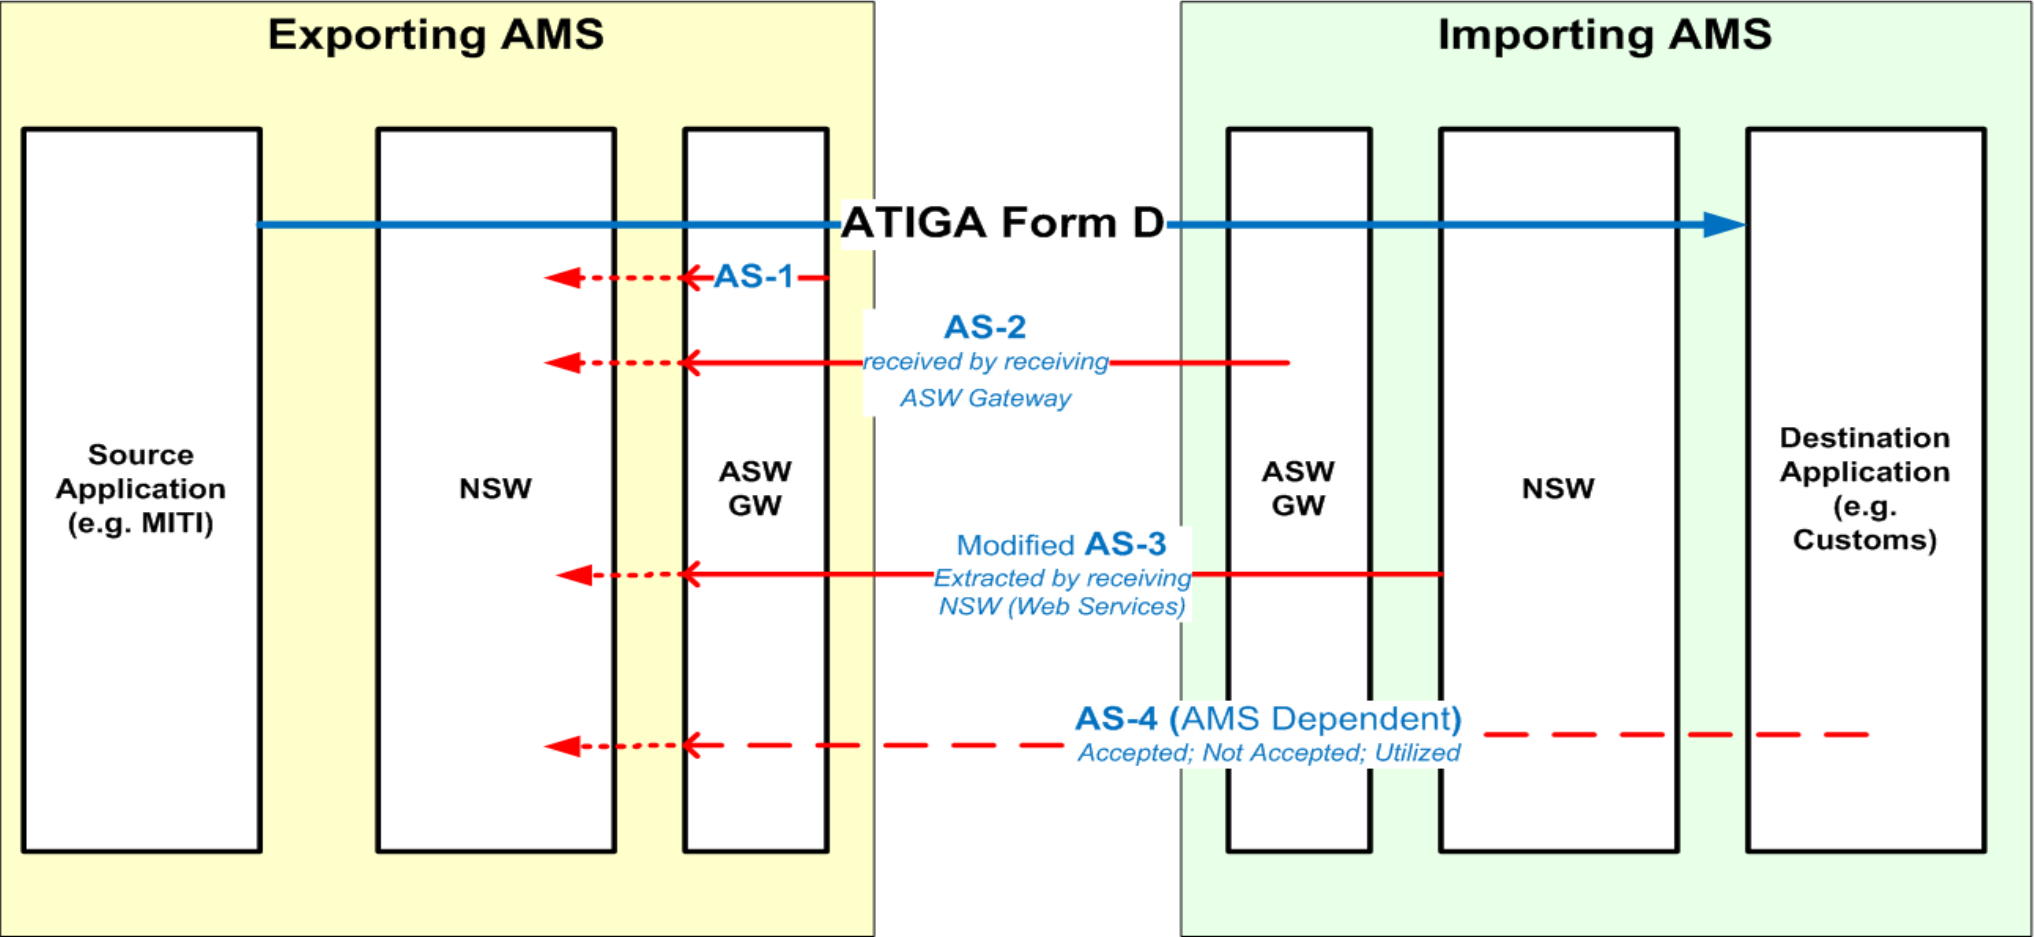 Exporting AMS
Importing AMS
ATIGA Form D
AS-1
AS-2
received by receiving
ASW Gateway
Source
Application
(e.g. MITI)
NSW
ASW
GW
ASW
GW
NSW
Destination
Application
(e.g.
Customs)
Modified AS-3
Extracted by receiving
NSW (Web Services)
AS-4 (AMS Dependent)
Accepted; Not Accepted; Utilized